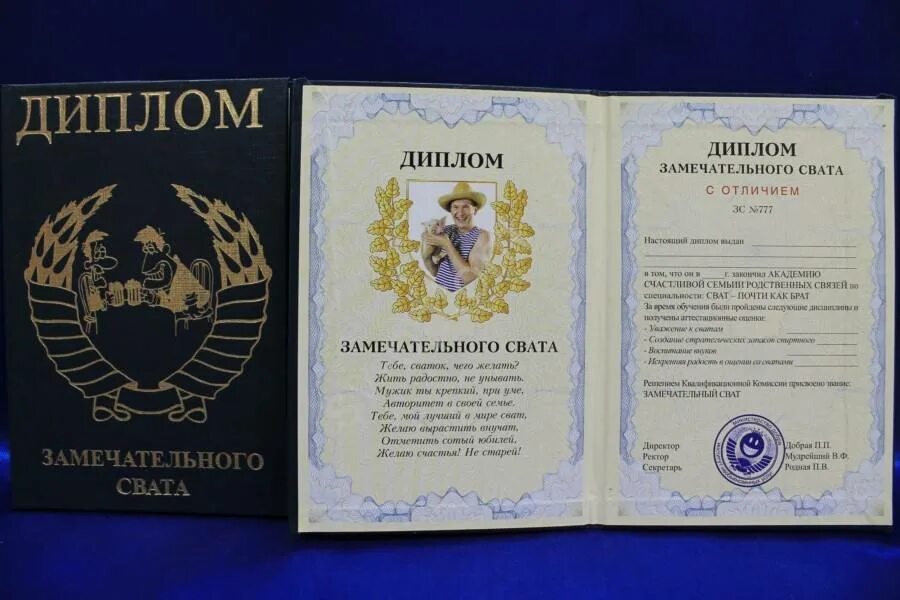 ДИПЛОМ
ЗАМЕЧАТЕЛЬНОГО
СВАТА
ДИПЛОМ
ЗАМЕЧАТЕЛЬНОГО СВАТА
Тебе, сваток, чего желать?
Жить радостно, не унывать.
Мужик ты крепкий, при уме,
Авторитет в своей семье.
Тебе, мой лучший в мире сват,
Желаю вырастить внучат,
Отметить сотый юбилей,
Желаю счастья! Не старей!
ДИПЛОМ
ЗАМЕЧАТЕЛЬНОГО СВАТА
С ОТЛИЧИЕМ
ЗС №777
Настоящий диплом выдан
в том, что он в ____ г. закончил АКАДЕМИЮ
СЧАСТЛИВОЙ СЕМЬИИ РОДСТВЕННЫХ СВЯЗЕЙ по
специальности: СВАТ – ПОЧТИ КАК БРАТ
За время обучения были пройдены следующие дисциплины и
получены аттестационные оценки:
- Уважение к сватам
- Создание стратегических запасов спиртного
- Воспитание внуков
- Искренняя радость в ощении со сватами
Решением Квалификационной Комиссии присвоено звание:
ЗАМЕЧАТЕЛЬНЫЙ СВАТ
Директор Добрая П.П.
Ректор Мудрейший В.Ф.
Секретарь Родная П.В.